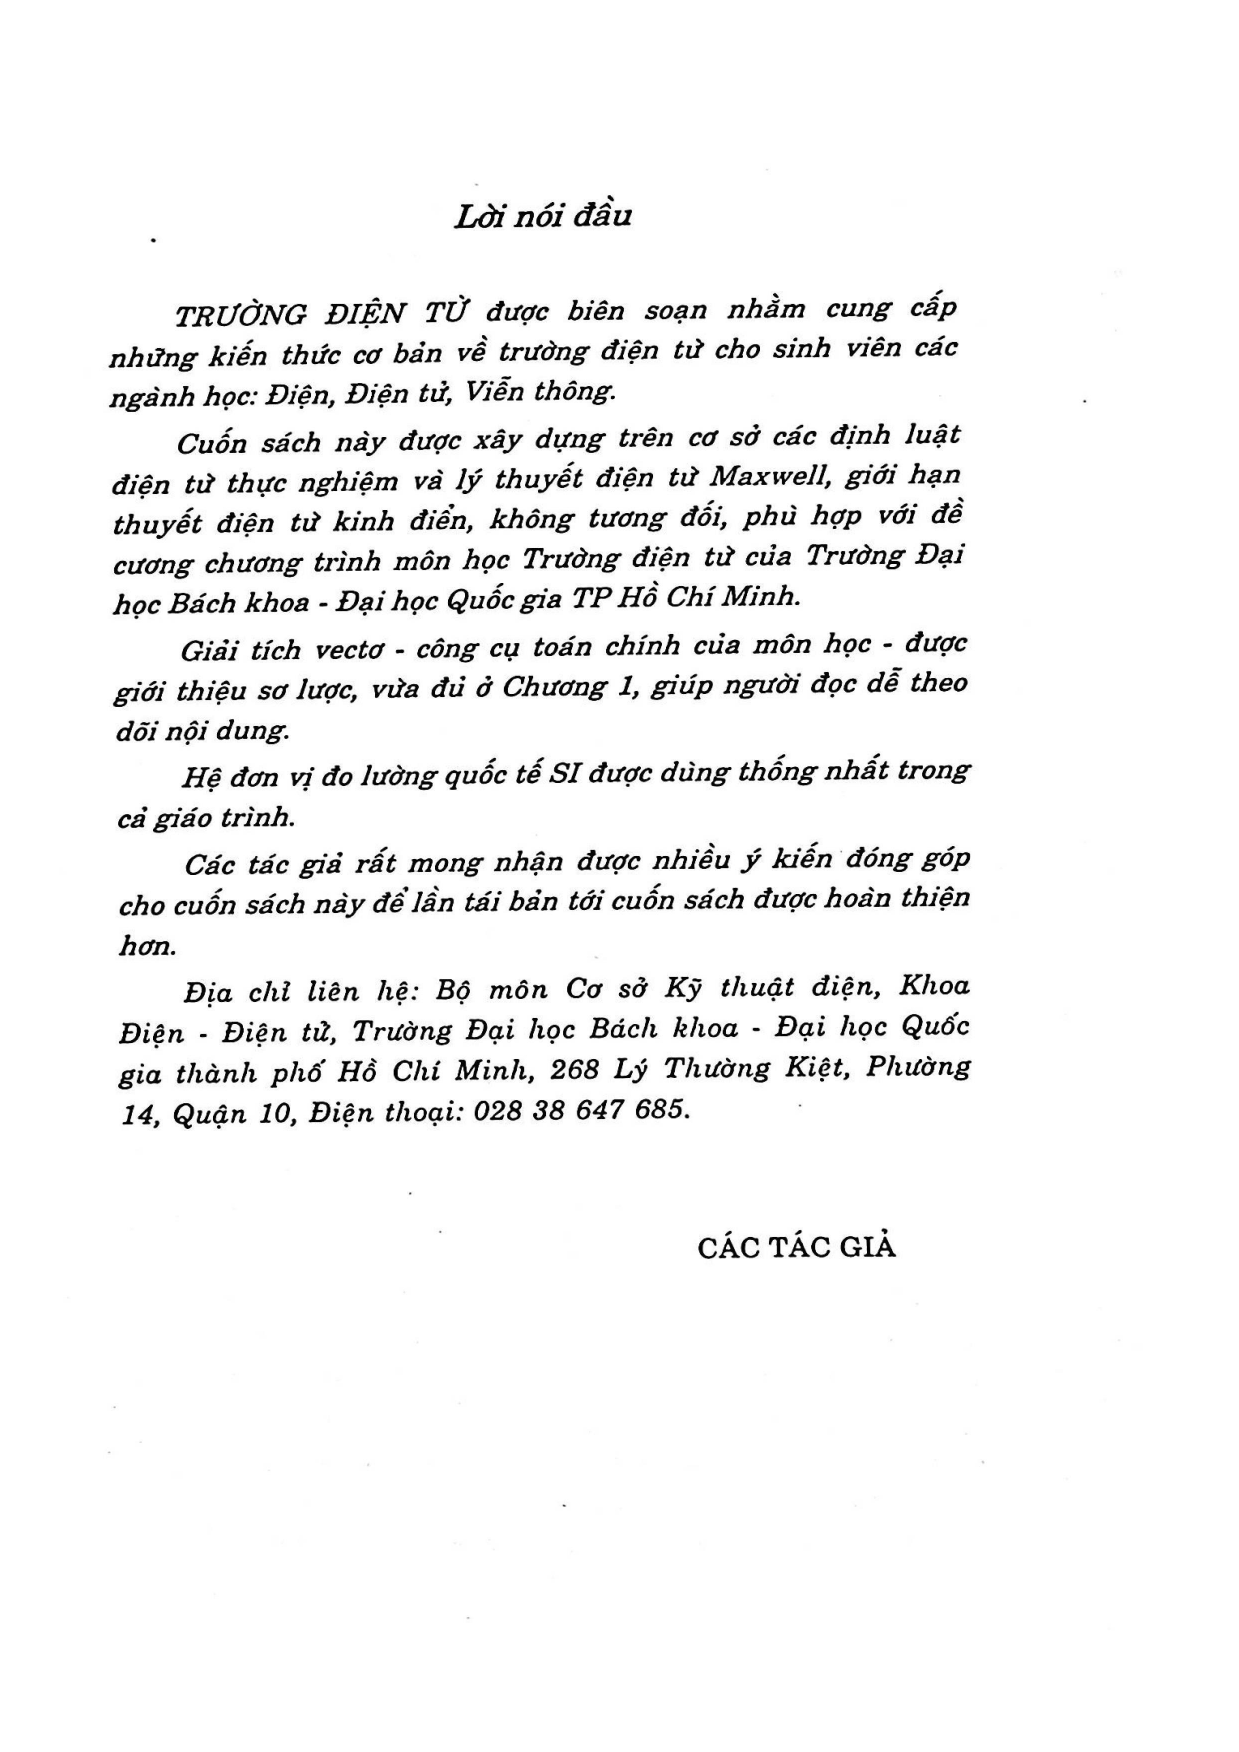 Lời nói đầu
TRƯỜNG ĐIỆN TỪ được biên soạn nhằm cung cấp
những kiến thức cơ bản về trường điện từ cho sinh viên các
ngành học: Điện, Điện tử, Viễn thông.
Cuốn sách này được xây dựng trên cơ sở các định luật
điện từ thực nghiệm và lý thuyết điện từ Maxwell, giới hạn
thuyết điện từ kinh điển, không tương đối, phù hợp với đề
cương chương trình môn học Trường điện từ của Trường Đại
học Bách khoa - Đại học Quốc gia TP Hồ Chí Minh.
Giải tích vectơ - công cụ toán chính của môn học - được
giới thiệu sơ lược, vừa đủ ở Chương 1, giúp người đọc dễ theo
dõi nội dung.
Hệ đơn vị đo lường quốc tế SI được dùng thống nhất trong
cả giáo trình.
Các tác giả rất mong nhận được nhiều ý kiến đóng góp
cho cuốn sách này để lần tái bản tới cuốn sách được hoàn thiện
hơn.
Địa chỉ liên hệ: Bộ môn Cơ sở Kỹ thuật điện, Khoa
Điện - Điện tử, Trường Đại học Bách khoa - Đại học Quốc
gia thành phố Hồ Chí Minh, 268 Lý Thường Kiệt, Phường
14, Quận 10, Điện thoại: 028 38 647 685.
CÁC TÁC GIẢ